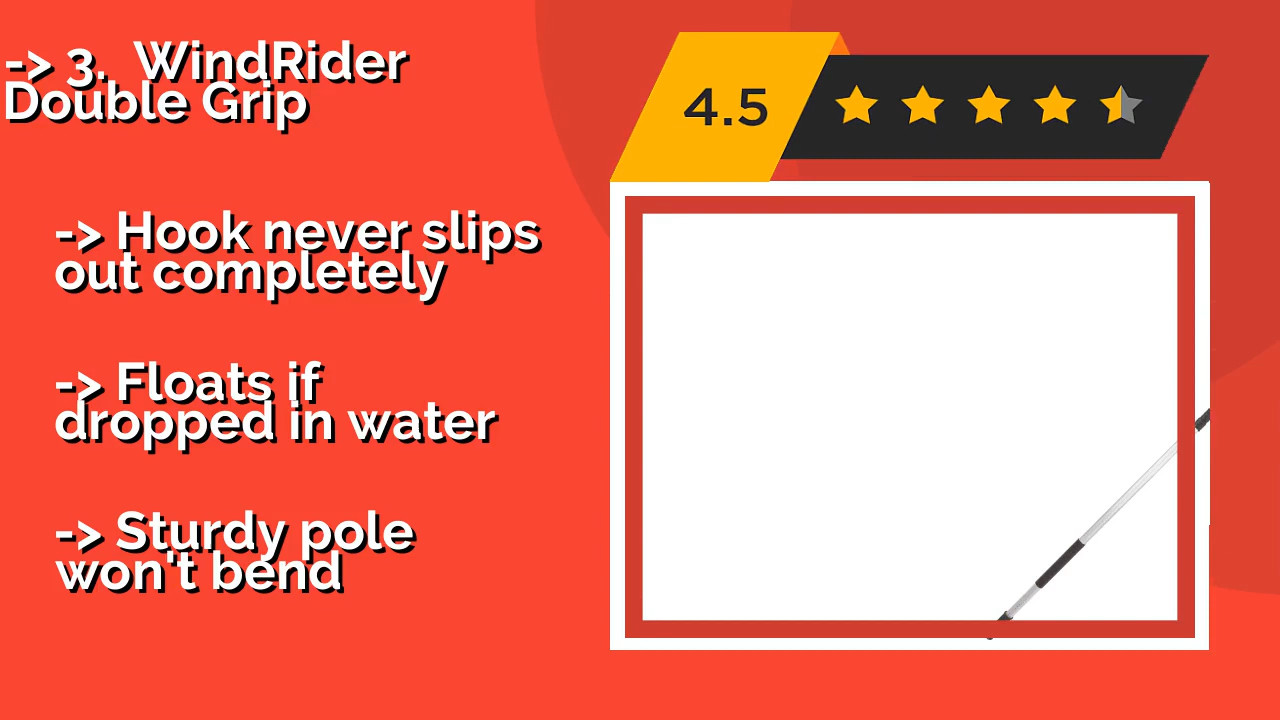 -> 3. WindRider
Double Grip
4.5
-> Hook never slips
out completely
-> Floats if
dropped in water
-> Sturdy pole
won't bend